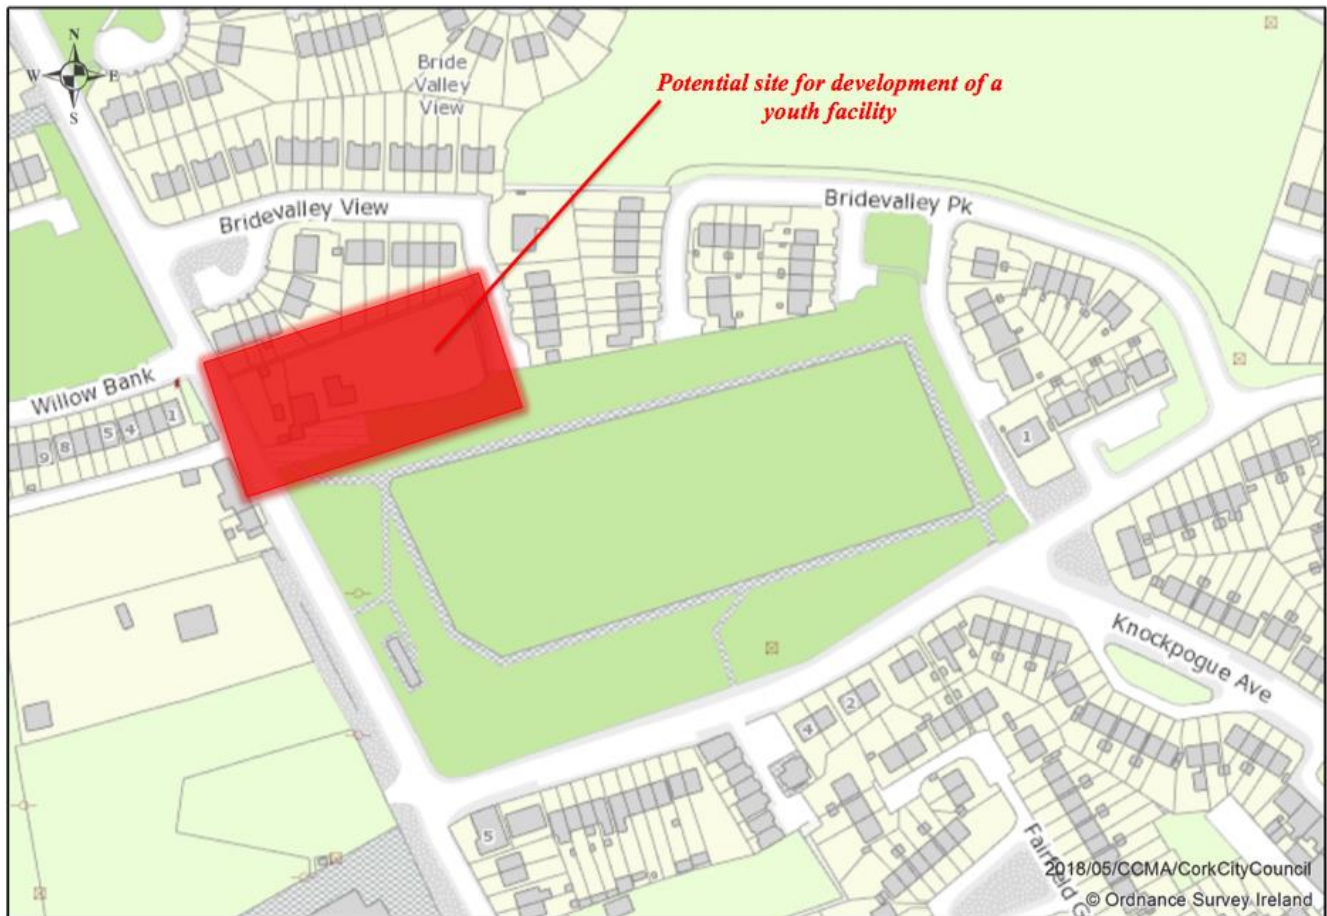 N
W E
S
Bride
Valley
View
Potential site for development of a
youth facility
Bridevalley View
Bridevalley Pk
Willow Bank
9 8 5 4 1
1
Knockpogue Ave
2
4
5
Fairfield G
2018/05/CCMA/CorkCityCouncil
© Ordnance Survey Ireland